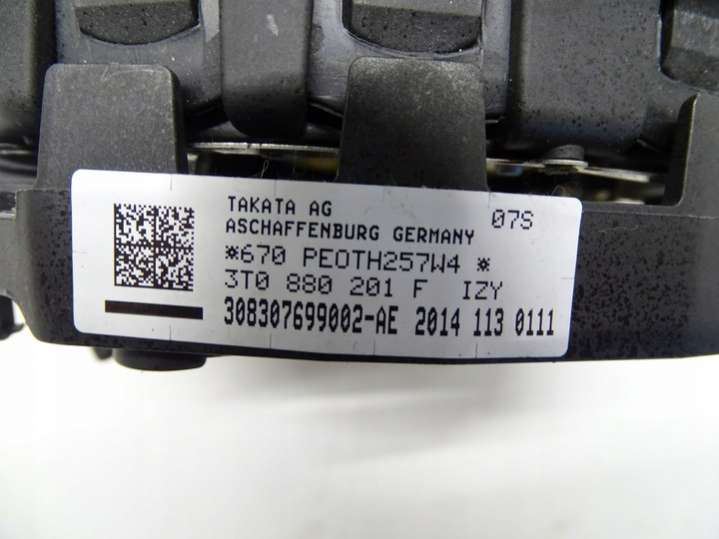 TAKATA AG 07S
ASCHAFFENBURG GERMANY
*670 PEOTH257W4 *
3T0 880 201 F IZY
308307699002-AE 2014 113 0111